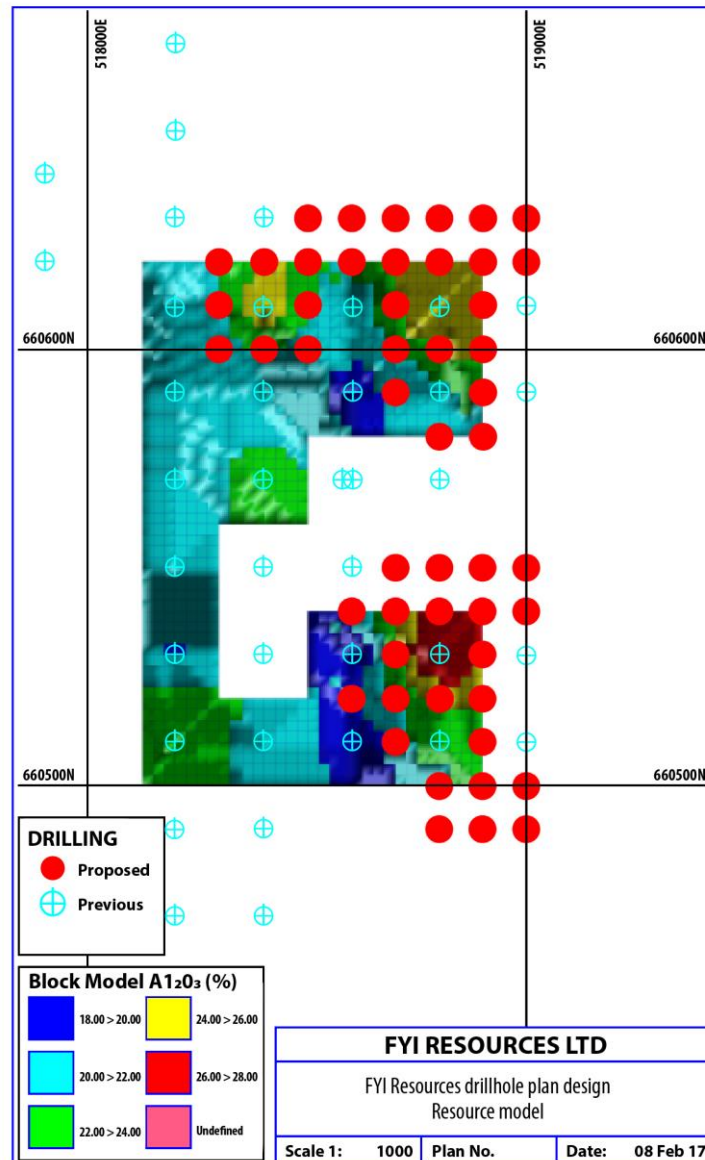 518000E
519000E
660600N
660600N
660500N
660500N
DRILLING
Proposed
Previous
Block Model A1₂0₃ (%)
18.00 > 20.00
24.00 > 26.00
20.00 > 22.00
26.00 > 28.00
22.00 > 24.00
Undefined
FYI RESOURCES LTD
FYI Resources drillhole plan design
Resource model
Scale 1: 1000 Plan No. Date: 08 Feb 17